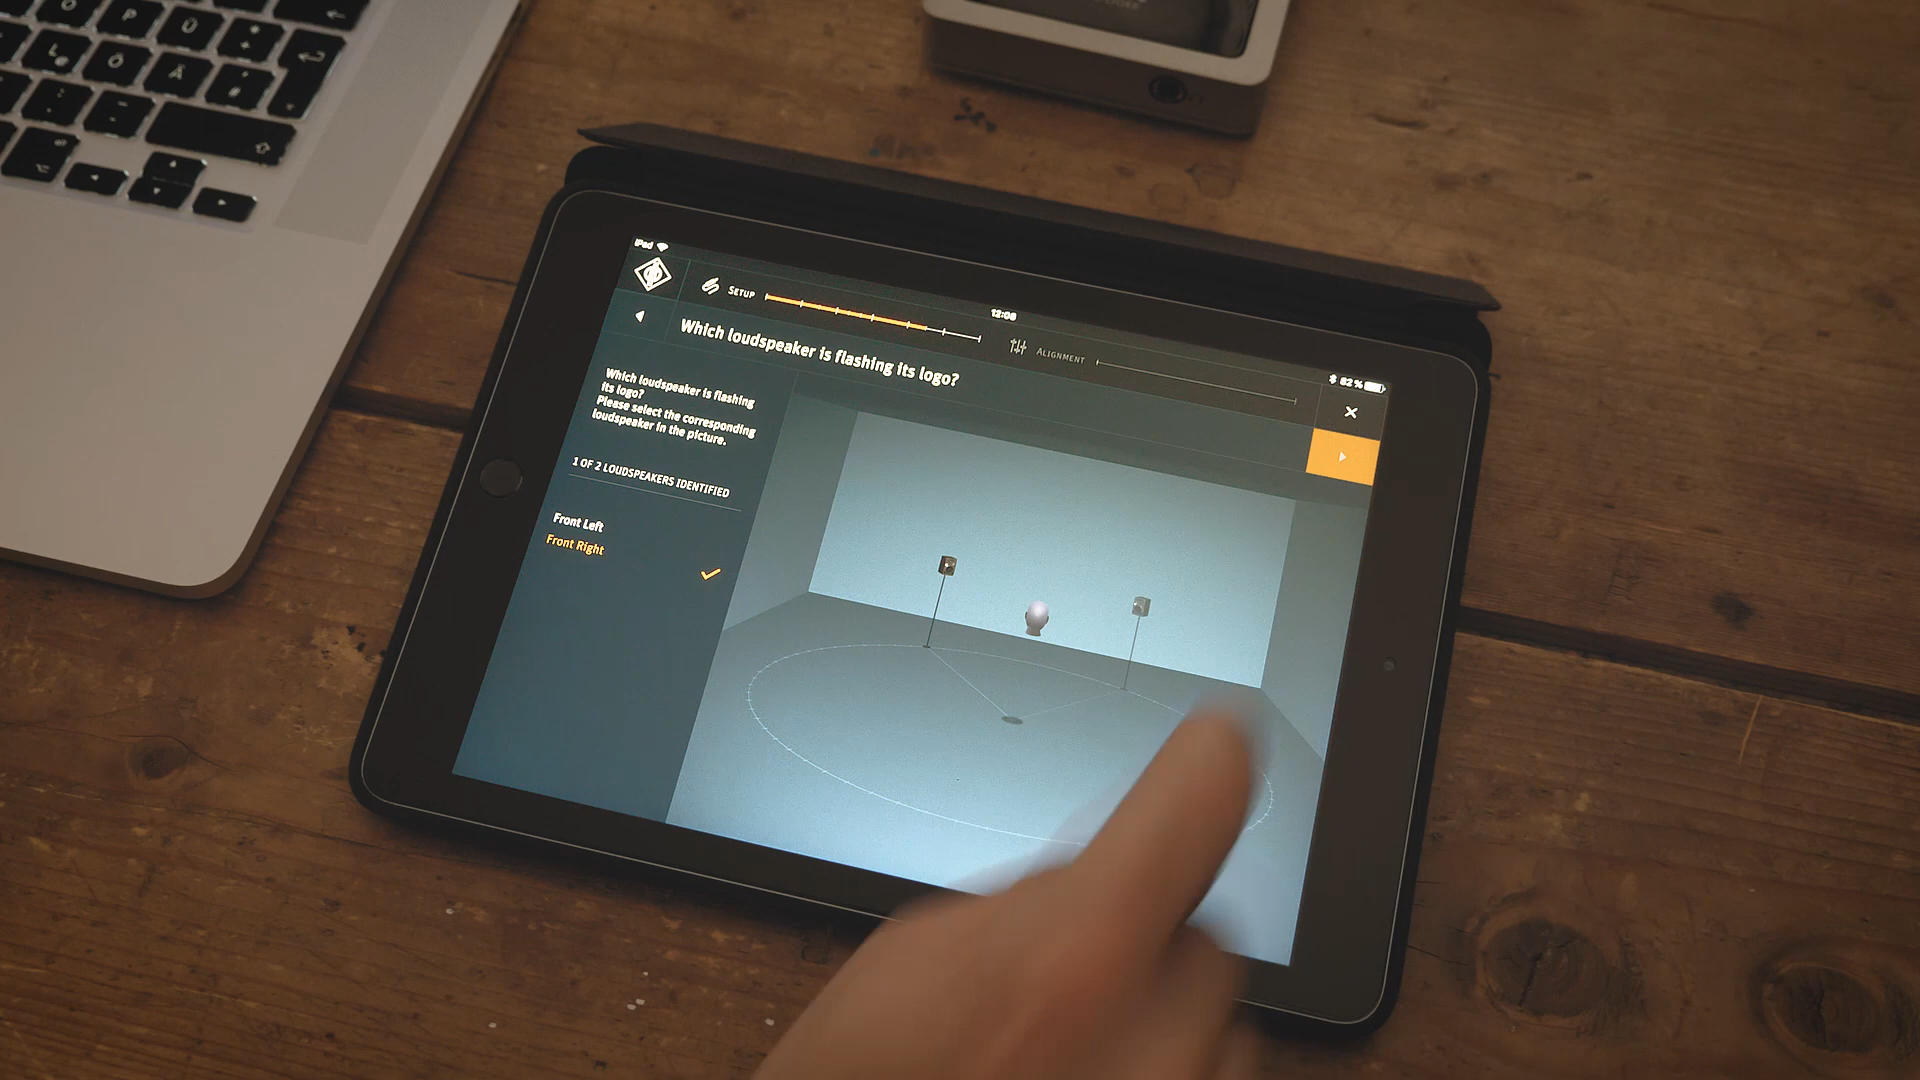 O
P
Ü
L
Ö
Ä
#
:
-
iPad
12:08
82 %
SETUP
ALIGNMENT
Which loudspeaker is flashing its logo?
Which loudspeaker is flashing
its logo?
Please select the corresponding
loudspeaker in the picture.
1 OF 2 LOUDSPEAKERS IDENTIFIED
Front Left
Front Right